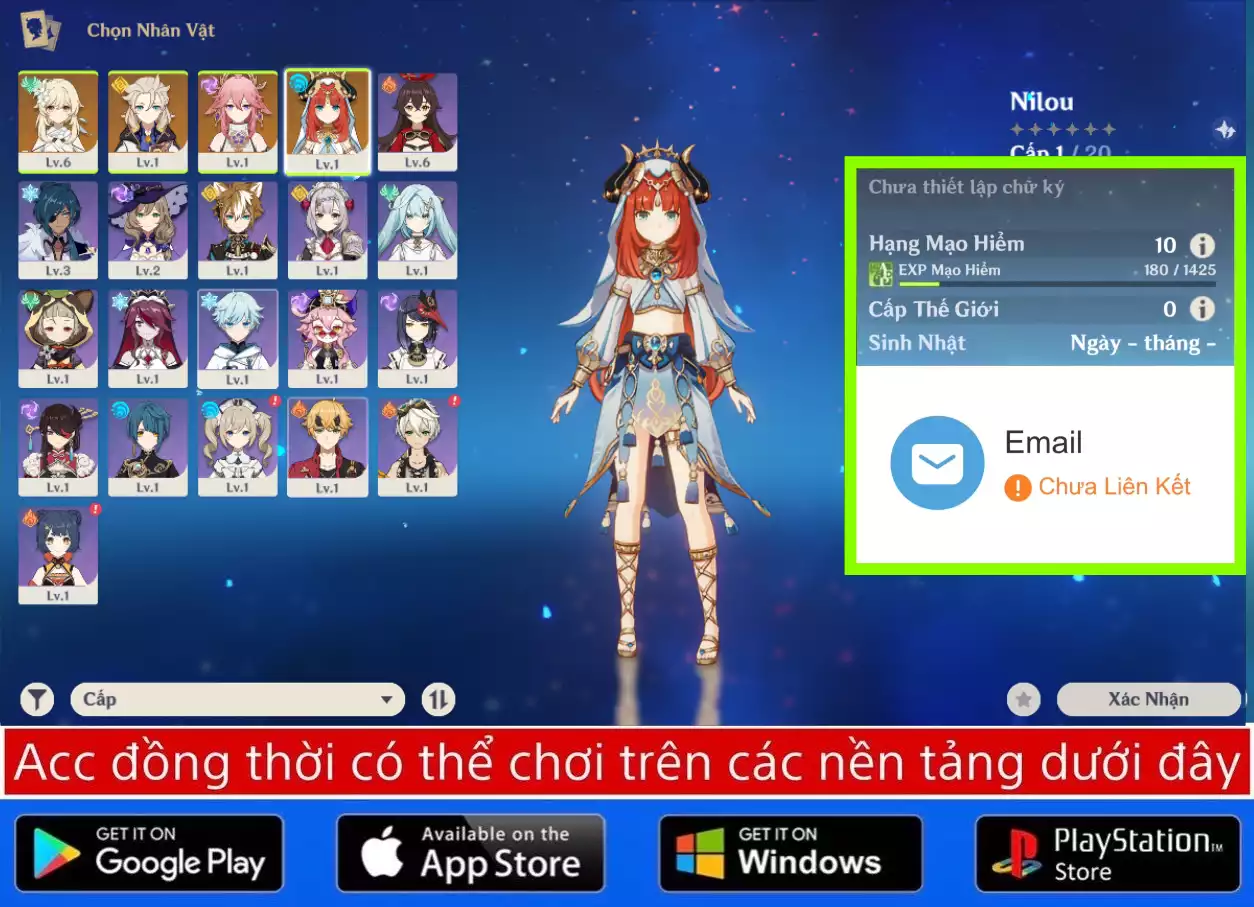 Chọn Nhân Vật
Lv.6
Lv.1
Lv.1
Lv.1
Lv.6
Lv.3
Lv.2
Lv.1
Lv.1
Lv.1
Lv.1
Lv.1
Lv.1
Lv.1
Lv.1
Lv.1
Lv.1
Lv.1
Lv.1
Lv.1
Lv.1
Nilou
Cấp 1 / 20
Chưa thiết lập chữ ký
Hạng Mạo Hiểm 10
EXP Mạo Hiểm 180 / 1425
Cấp Thế Giới 0
Sinh Nhật Ngày - tháng -
Email
Chưa Liên Kết
Cấp
Xác Nhận
Acc đồng thời có thể chơi trên các nền tảng dưới đây
GET IT ON
Google Play
Available on the
App Store
GET IT ON
Windows
PlayStation™
Store